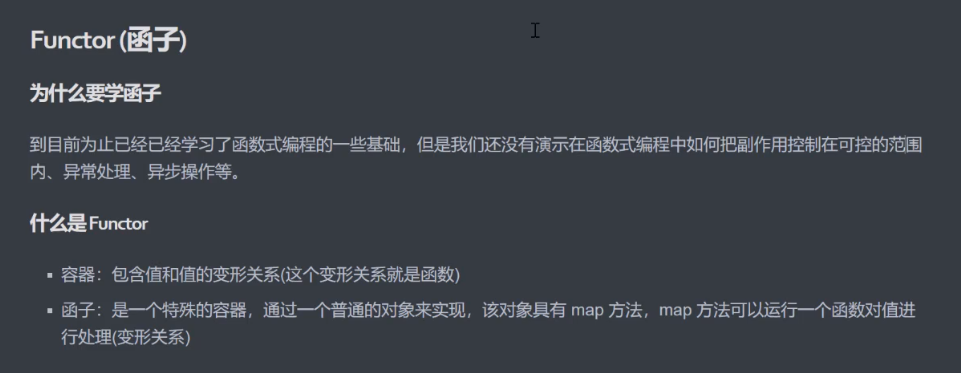 Functor (函子)
为什么要学函子
到目前为止已经已经学习了函数式编程的一些基础，但是我们还没有演示在函数式编程中如何把副作用控制在可控的范围
内、异常处理、异步操作等。
什么是 Functor
▪ 容器：包含值和值的变形关系(这个变形关系就是函数)
▪ 函子：是一个特殊的容器，通过一个普通的对象来实现，该对象具有 map 方法，map 方法可以运行一个函数对值进
行处理(变形关系)